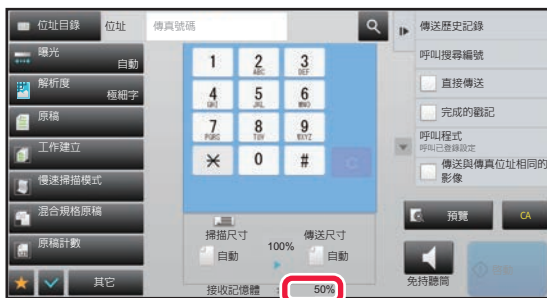 位址目錄
位址
傳真號碼
曝光
自動
解析度
極細字
原稿
工作建立
慢速掃描模式
混合規格原稿
原稿計數
其它
1
2
ABC
3
DEF
4
GHI
5
JKL
6
MNO
7
PQRS
8
TUV
9
WXYZ
0
#
C
掃描尺寸
自動
100%
傳送尺寸
自動
接收記憶體 : 50%
傳送歷史記錄
呼叫搜尋編號
直接傳送
完成的戳記
呼叫程式
呼叫已登錄設定
傳送與傳真位址相同的
影像
預覽
CA
免持聽筒